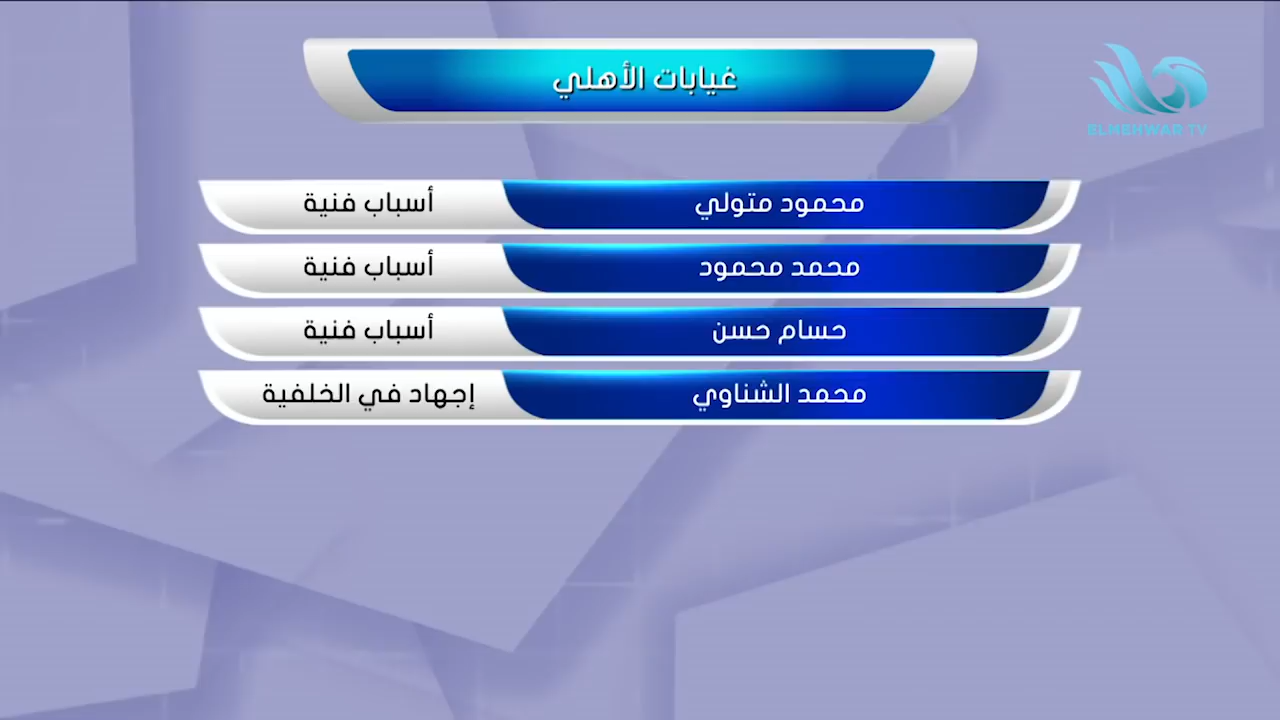 غيابات الأهلي
ELMEHWAR TV
محمود متولي أسباب فنية
محمد محمود أسباب فنية
حسام حسن أسباب فنية
محمد الشناوي إجهاد في الخلفية